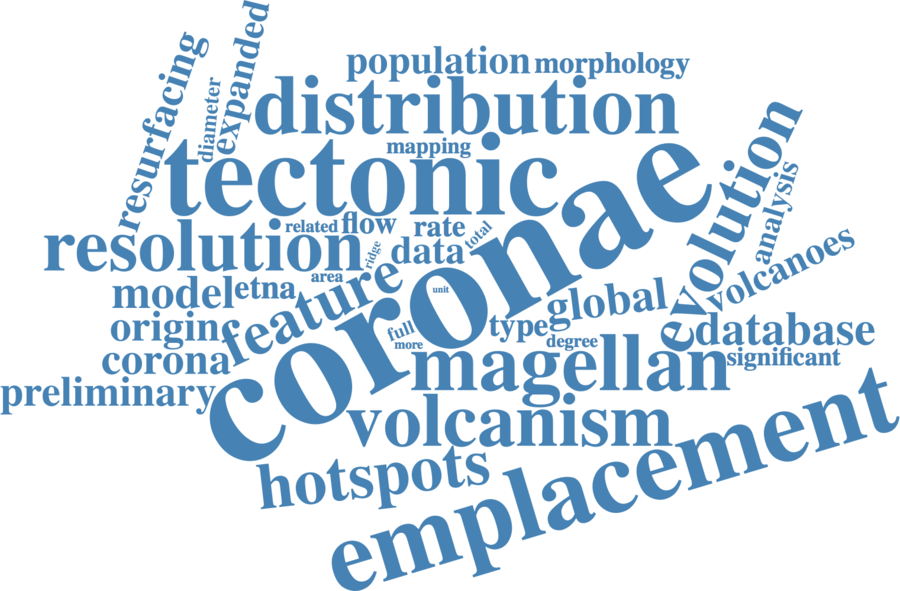 expanded
resurfacing
diameter
population
morphology
distribution
mapping
tectonic
coronae
evolution
analysis
related
flow
rate
total
resolution
data
ridge
area
volcanoes
model
etna
feature
unit
global
origin
full
type
database
corona
more
degree
magellan
significant
preliminary
volcanism
hotspots
emplacement